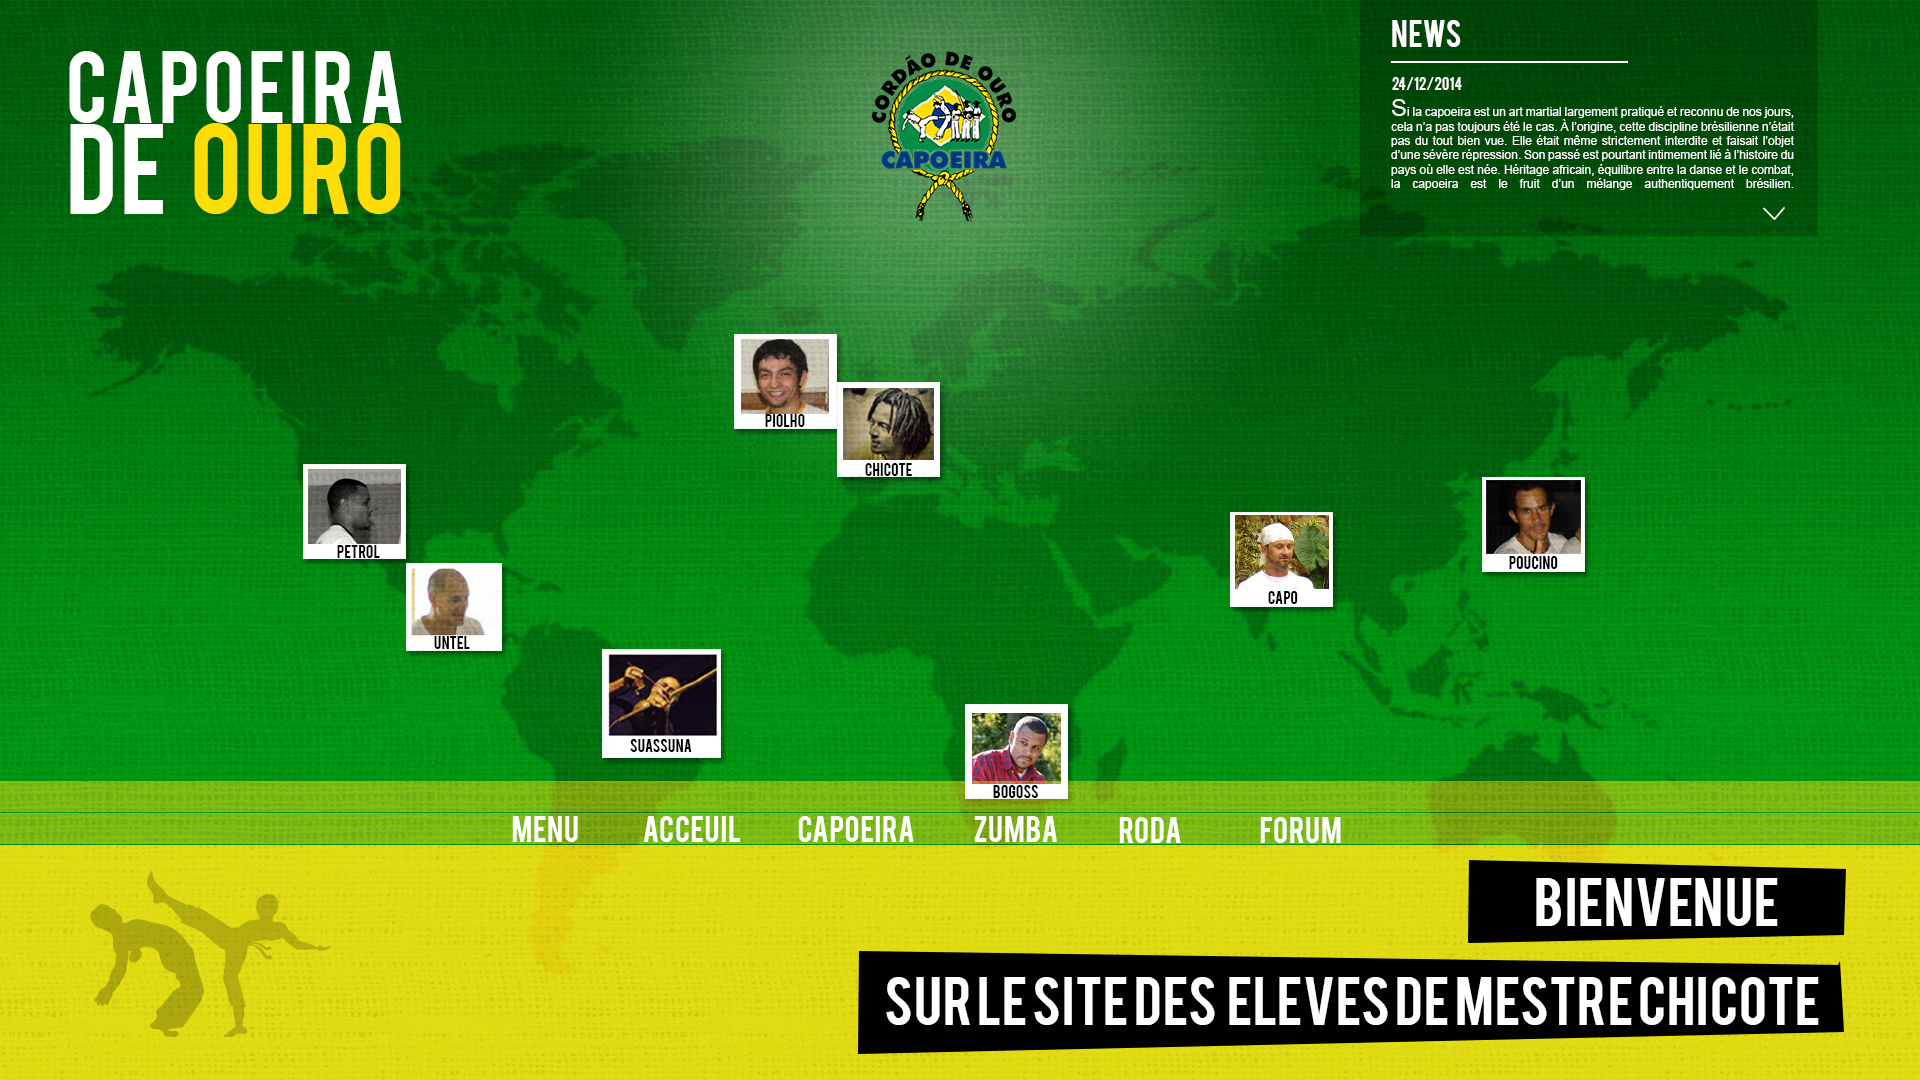 CAPOEIRA
DE OURO
CORDÃO DE OURO
CAPOEIRA
NEWS
24/12/2014
Si la capoeira est un art martial largement pratiqué et reconnu de nos jours,
cela n’a pas toujours été le cas. À l’origine, cette discipline brésilienne n’était
pas du tout bien vue. Elle était même strictement interdite et faisait l’objet
d’une sévère répression. Son passé est pourtant intimement lié à l’histoire du
pays où elle est née. Héritage africain, équilibre entre la danse et le combat,
la capoeira est le fruit d’un mélange authentiquement brésilien.
PIOLHO
CHICOTE
PETROL
UNTEL
SUASSUNA
BOGOSS
CAPO
POUCINO
MENU ACCEUIL CAPOEIRA ZUMBA RODA FORUM
BIENVENUE
SUR LE SITE DES ELEVES DE MESTRE CHICOTE